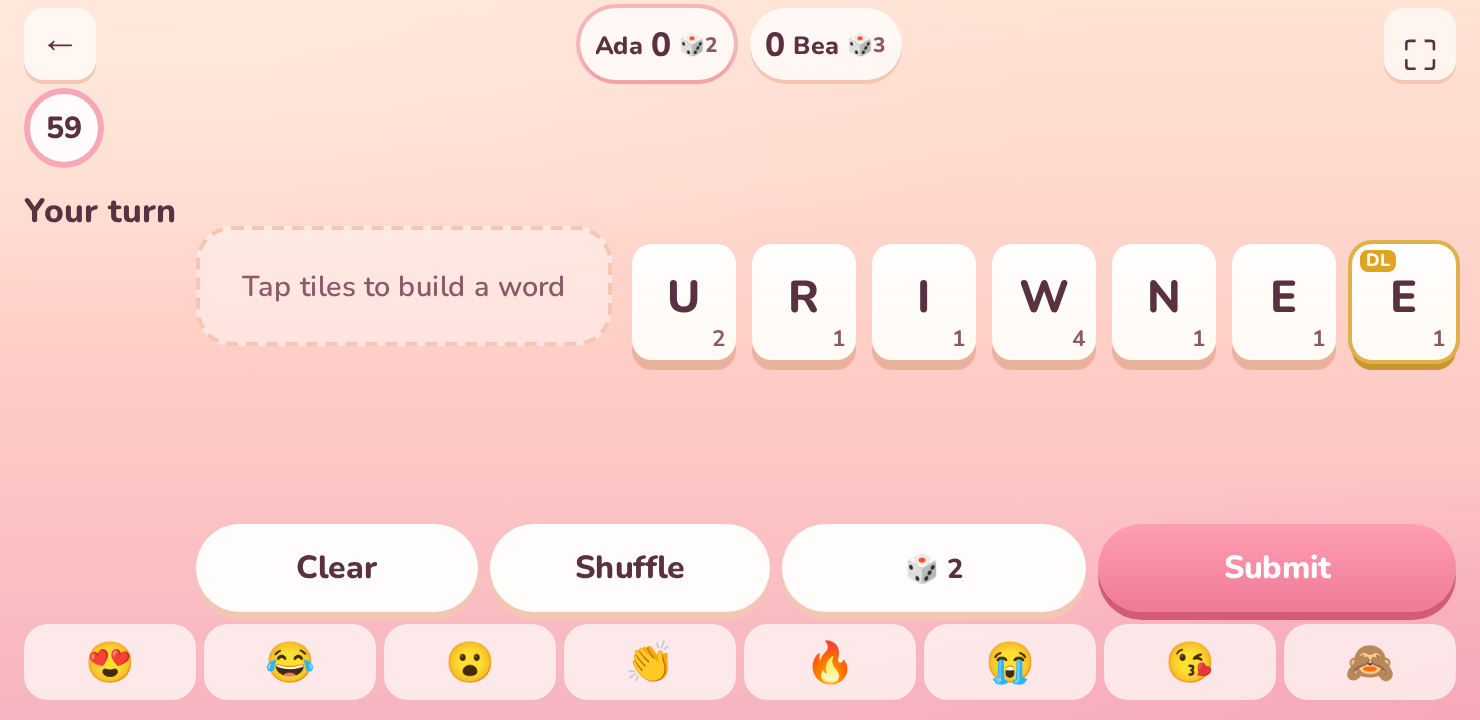 ←
Ada 0 🎲2
0 Bea 🎲3
59
Your turn
Tap tiles to build a word
U 2
R 1
I 1
W 4
N 1
E 1
DL E 1
Clear
Shuffle
🎲 2
Submit